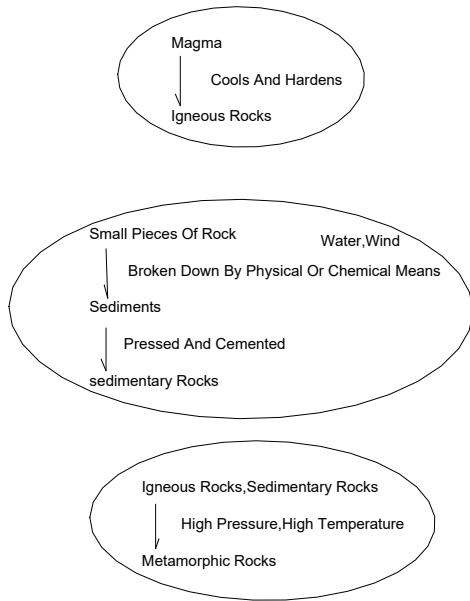 Magma
Cools And Hardens
Igneous Rocks
Small Pieces Of Rock
Water,Wind
Broken Down By Physical Or Chemical Means
Sediments
Pressed And Cemented
sedimentary Rocks
Igneous Rocks,Sedimentary Rocks
High Pressure,High Temperature
Metamorphic Rocks